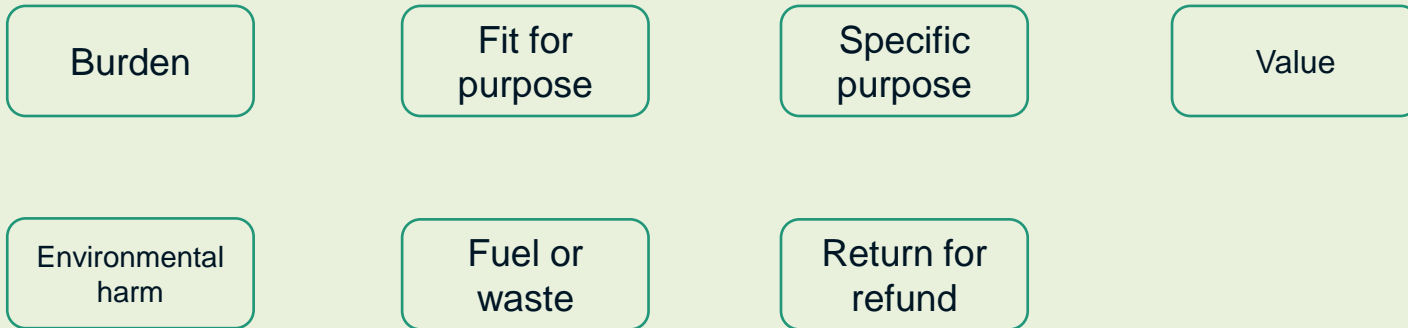 Burden
Fit for
purpose
Specific
purpose
Value
Environmental
harm
Fuel or
waste
Return for
refund